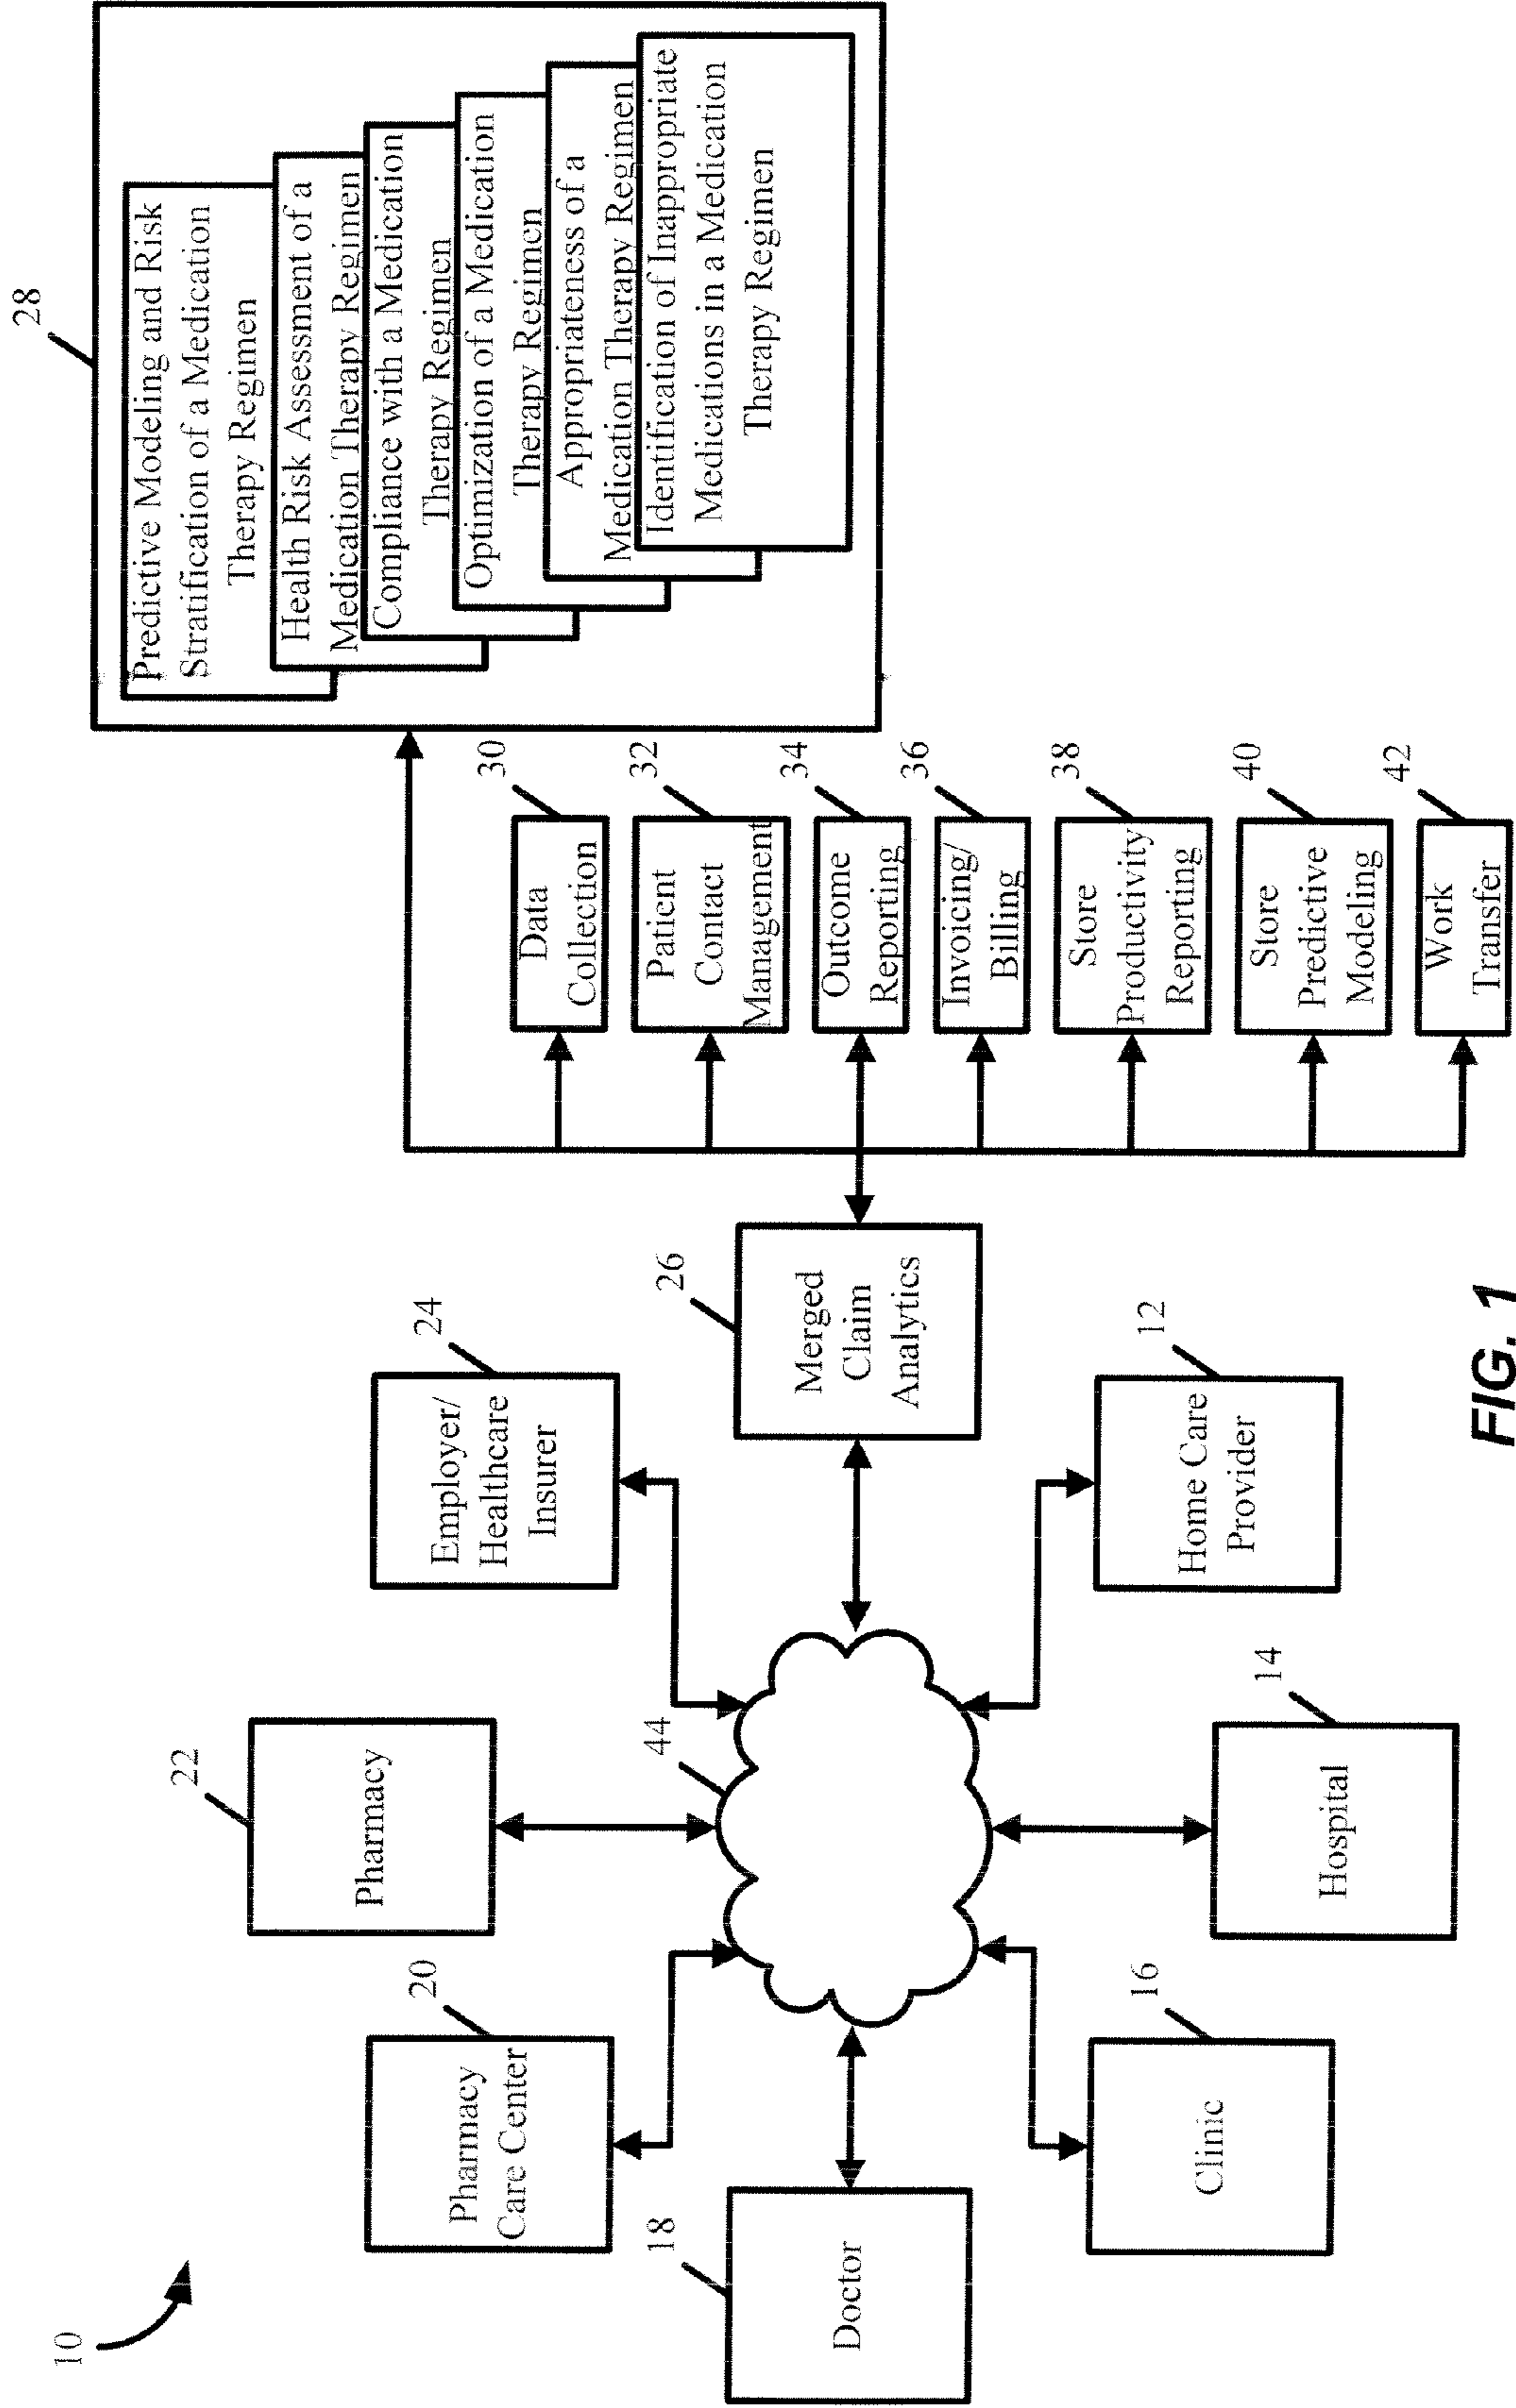 10
28
Predictive Modeling and Risk
Stratification of a Medication
Therapy Regimen
Health Risk Assessment of a
Medication Therapy Regimen
Compliance with a Medication
Therapy Regimen
Optimization of a Medication
Therapy Regimen
Appropriateness of a
Medication Therapy Regimen
Identification of Inappropriate
Medications in a Medication
Therapy Regimen
22
Pharmacy
20
Pharmacy
Care Center
24
Employer/
Healthcare
Insurer
18
Doctor
44
26
Merged
Claim
Analytics
16
Clinic
14
Hospital
12
Home Care
Provider
30
Data
Collection
32
Patient
Contact
Management
34
Outcome
Reporting
36
Invoicing/
Billing
38
Store
Productivity
Reporting
40
Store
Predictive
Modeling
42
Work
Transfer
FIG. 1